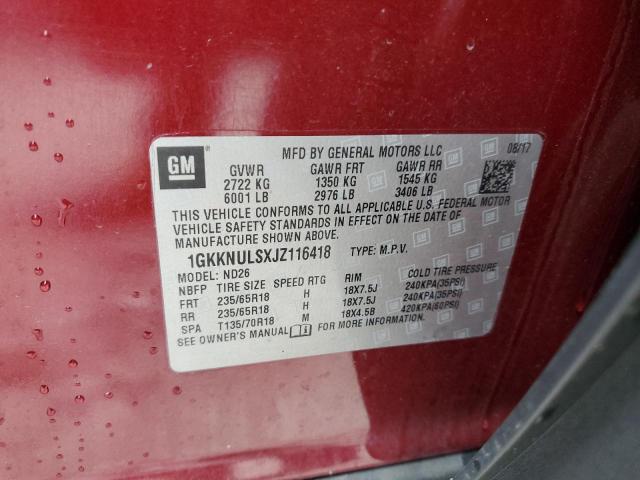 MFD BY GENERAL MOTORS LLC 08/17
GM
GVWR GAWR FRT GAWR RR
2722 KG 1350 KG 1545 KG
6001 LB 2976 LB 3406 LB
THIS VEHICLE CONFORMS TO ALL APPLICABLE U.S. FEDERAL MOTOR
VEHICLE SAFETY STANDARDS IN EFFECT ON THE DATE OF
MANUFACTURE SHOWN ABOVE.
1GKKNULSXJZ116418 TYPE: M.P.V.
MODEL: ND26
NBFP TIRE SIZE SPEED RTG RIM COLD TIRE PRESSURE
FRT 235/65R18 H 18X7.5J 240KPA(35PSI)
RR 235/65R18 H 18X7.5J 240KPA(35PSI)
SPA T135/70R18 M 18X4.5B 420KPA(60PSI)
SEE OWNER'S MANUAL FOR MORE INFORMATION.